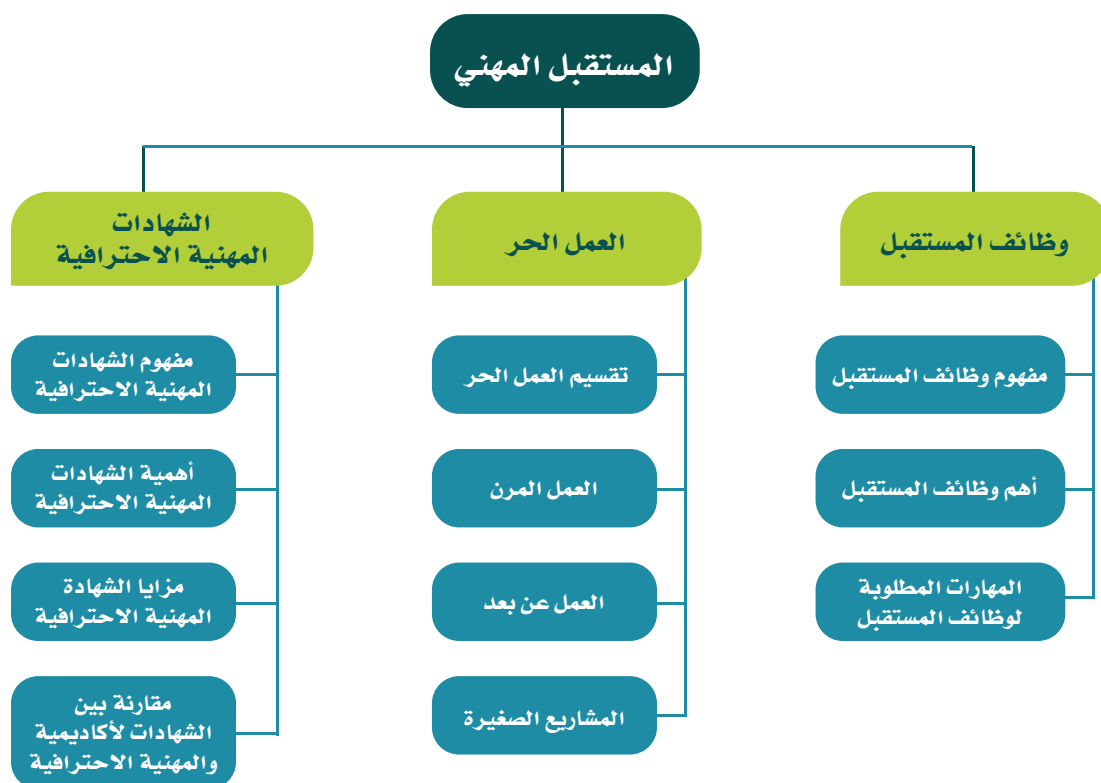 المستقبل المهني
وظائف المستقبل
مفهوم وظائف المستقبل
أهم وظائف المستقبل
المهارات المطلوبة
لوظائف المستقبل
العمل الحر
تقسيم العمل الحر
العمل المرن
العمل عن بعد
المشاريع الصغيرة
الشهادات
المهنية الاحترافية
مفهوم الشهادات
المهنية الاحترافية
أهمية الشهادات
المهنية الاحترافية
مزايا الشهادة
المهنية الاحترافية
مقارنة بين
الشهادات لأكاديمية
والمهنية الاحترافية